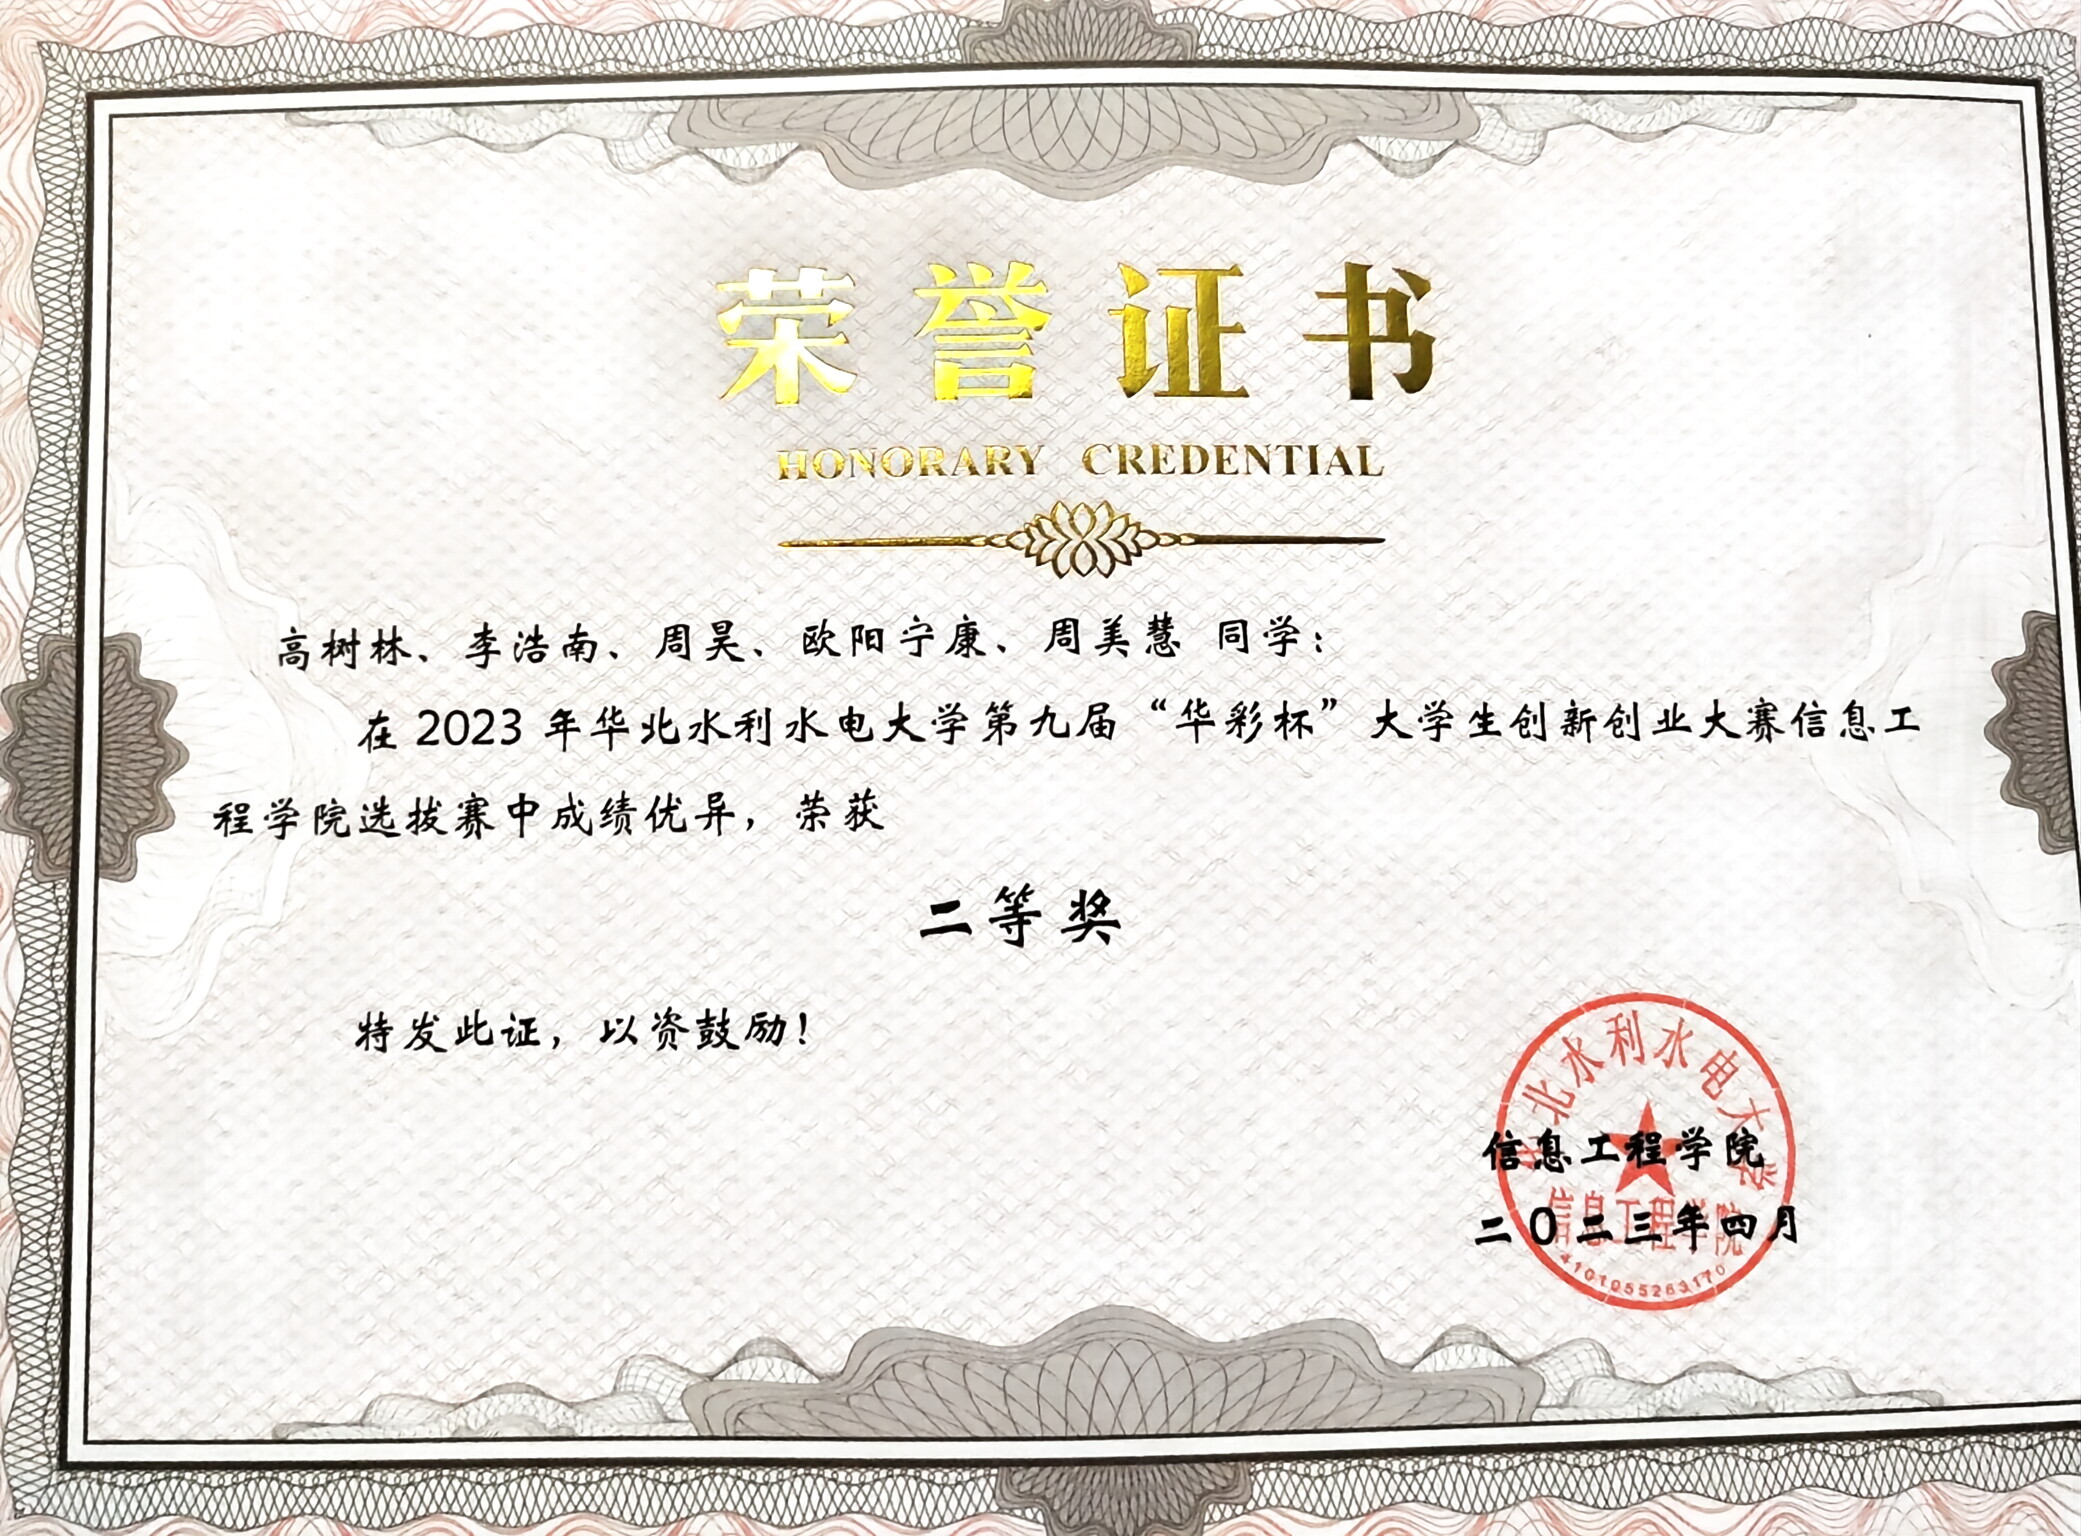 荣誉证书
HONORARY CREDENTIAL
高树林、李浩南、周昊、欧阳宁康、周美慧 同学：
在 2023 年华北水利水电大学第九届“华彩杯”大学生创新创业大赛信息工
程学院选拔赛中成绩优异，荣获
二等奖
特发此证，以资鼓励！
华北水利水电大学
信息工程学院
信息工程学院
二〇二三年四月
4101055263170